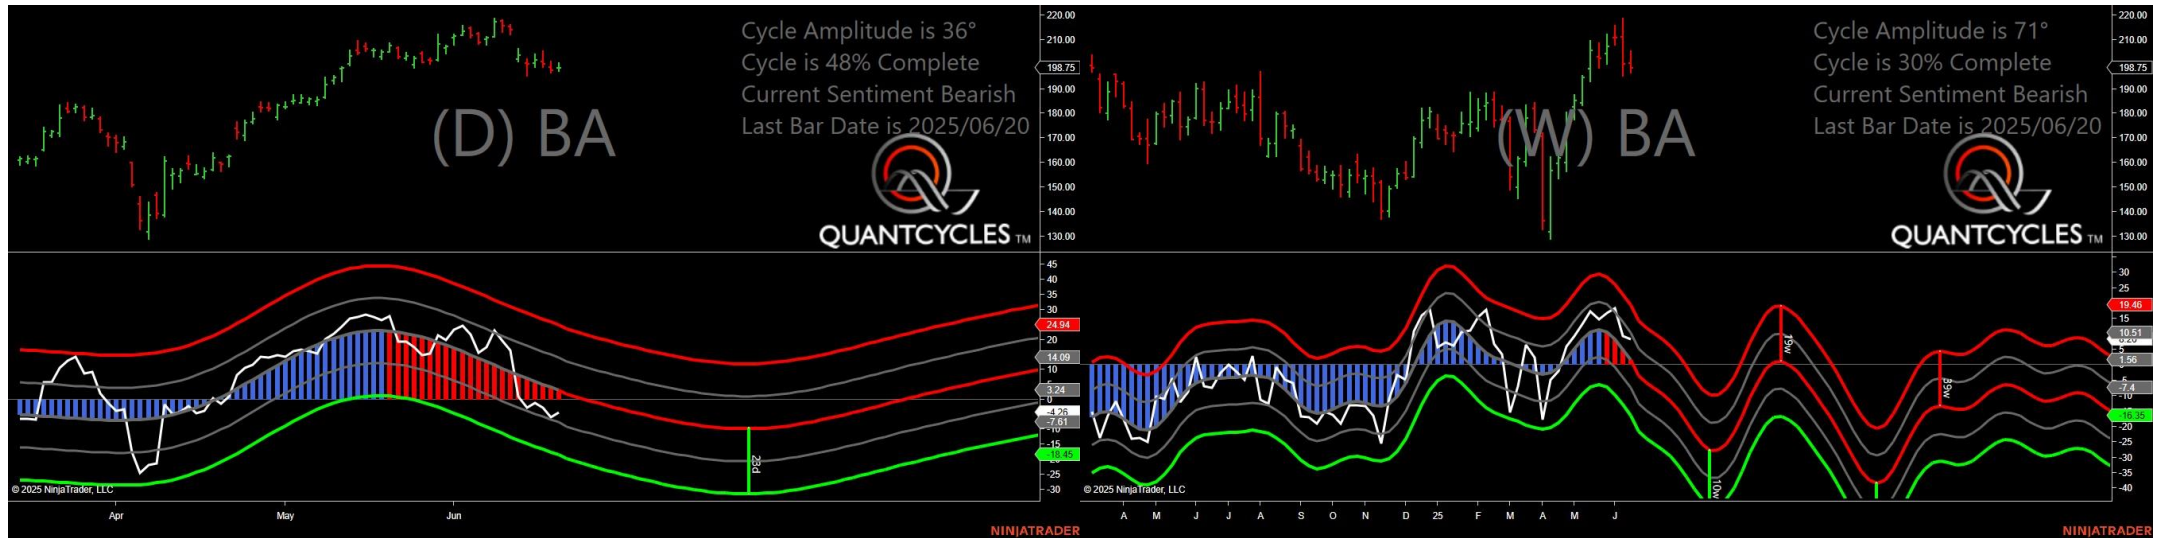 Cycle Amplitude is 36°
Cycle is 48% Complete
Current Sentiment Bearish
Last Bar Date is 2025/06/20
(D) BA
QUANTCYCLES TM
220.00
210.00
198.75
190.00
180.00
170.00
160.00
150.00
140.00
130.00
45
40
35
30
24.94
20
14.09
10
3.24
0
-4.26
-7.61
-10
-15
-18.45
-25
-30
23d
© 2025 NinjaTrader, LLC
Apr May Jun
NINJATRADER
Cycle Amplitude is 71°
Cycle is 30% Complete
Current Sentiment Bearish
Last Bar Date is 2025/06/20
(W) BA
QUANTCYCLES TM
220.00
210.00
198.75
190.00
180.00
170.00
160.00
150.00
140.00
130.00
30
25
19.46
15
10.51
5
1.56
-5
-7.4
-10
-16.35
-20
-25
-30
-35
-40
19w
39w
10w
© 2025 NinjaTrader, LLC
A M J J A S O N D 25 F M A M J
NINJATRADER